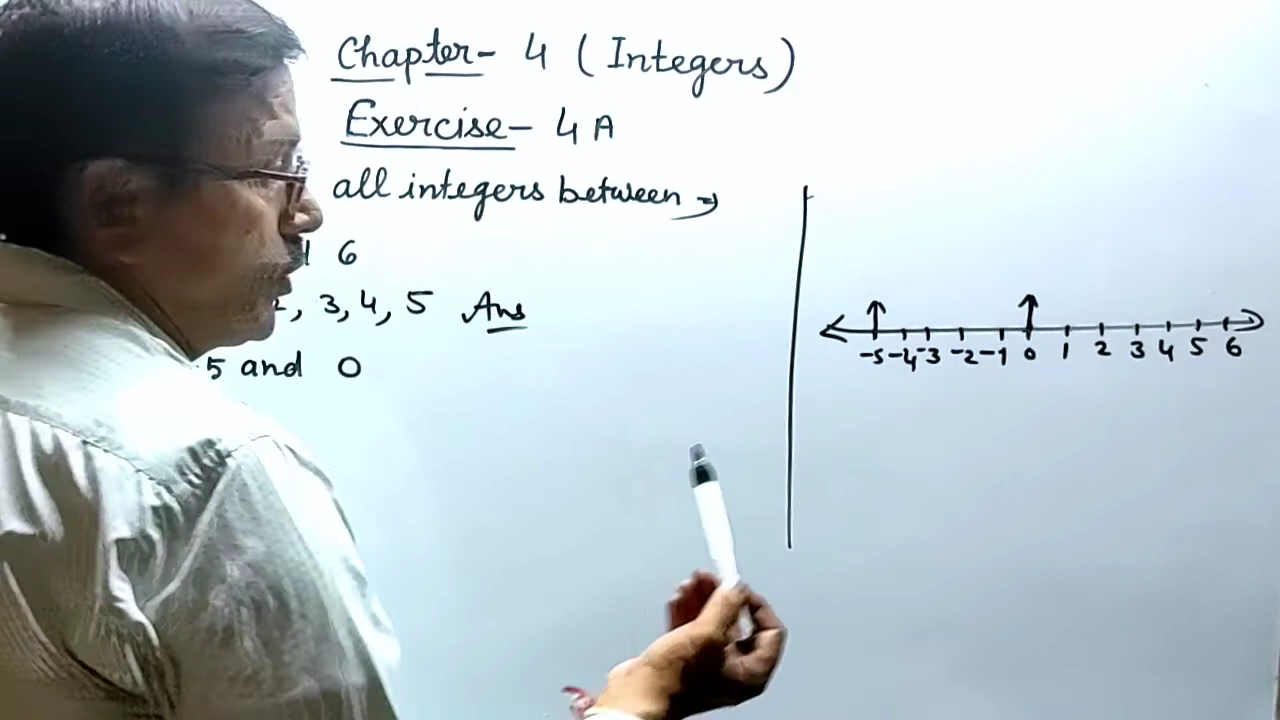 Chapter- 4 (Integers)
Exercise- 4A
all integers between →
6
, 3, 4, 5 Ans
5 and 0
-5 -4 -3 -2 -1 0 1 2 3 4 5 6